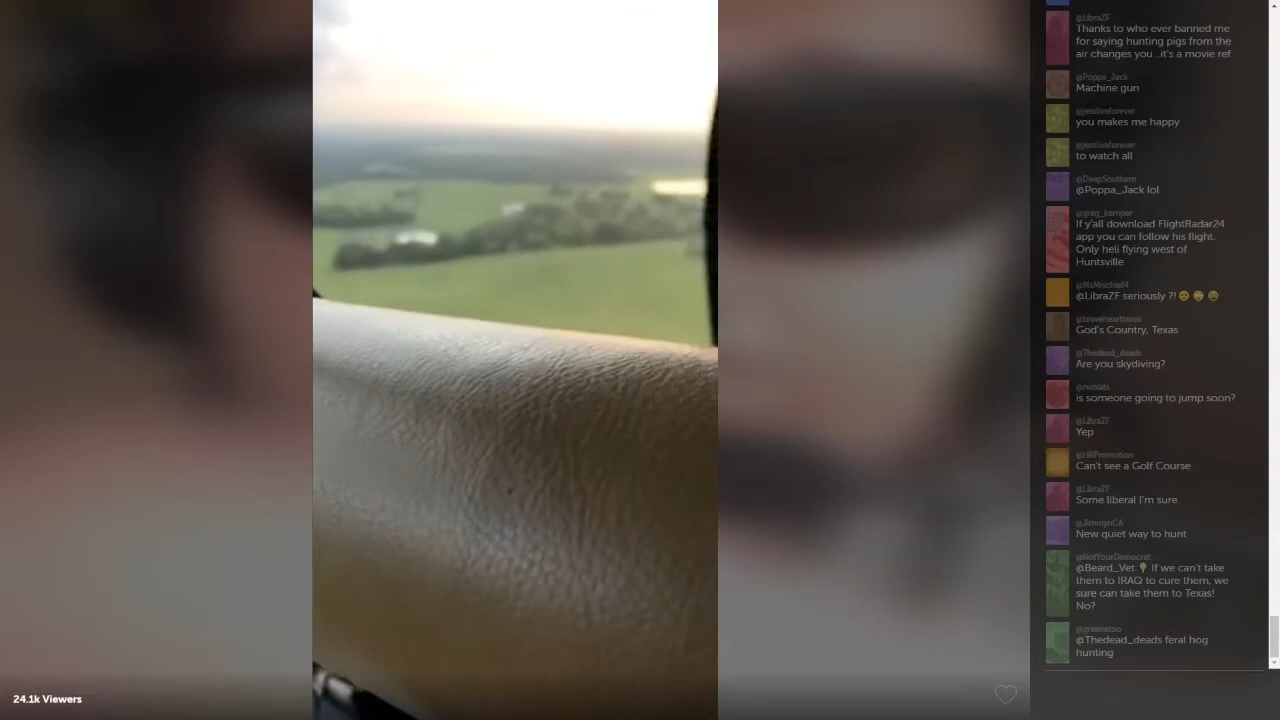 @LibraZF
Thanks to who ever banned me
for saying hunting pigs from the
air changes you ..it's a movie ref
@Poppa_Jack
Machine gun
@jessliveforever
you makes me happy
@jessliveforever
to watch all
@DeepSouthern
@Poppa_Jack lol
@greg_kemper
If y'all download FlightRadar24
app you can follow his flight.
Only heli flying west of
Huntsville
@MsMischief4
@LibraZF seriously ?!
@bravehearttexas
God's Country, Texas
@Thedead_deads
Are you skydiving?
is someone going to jump soon?
@LibraZF
Yep
@HRPromotion
Can't see a Golf Course
@LibraZF
Some liberal I'm sure
@JimmynCA
New quiet way to hunt
@NotYourDemocrat
@Beard_Vet If we can't take
them to IRAQ to cure them, we
sure can take them to Texas!
No?
@greenetoo
@Thedead_deads feral hog
hunting
24.1k Viewers